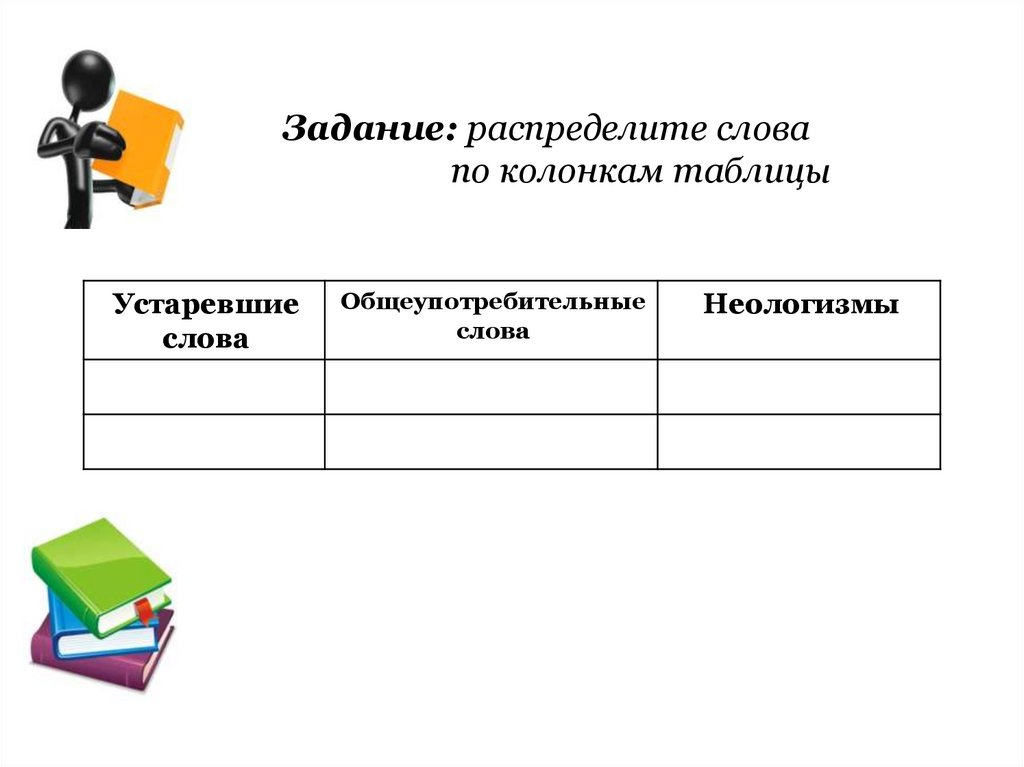 Задание: распределите слова
по колонкам таблицы
Устаревшие
слова
Общеупотребительные
слова
Неологизмы